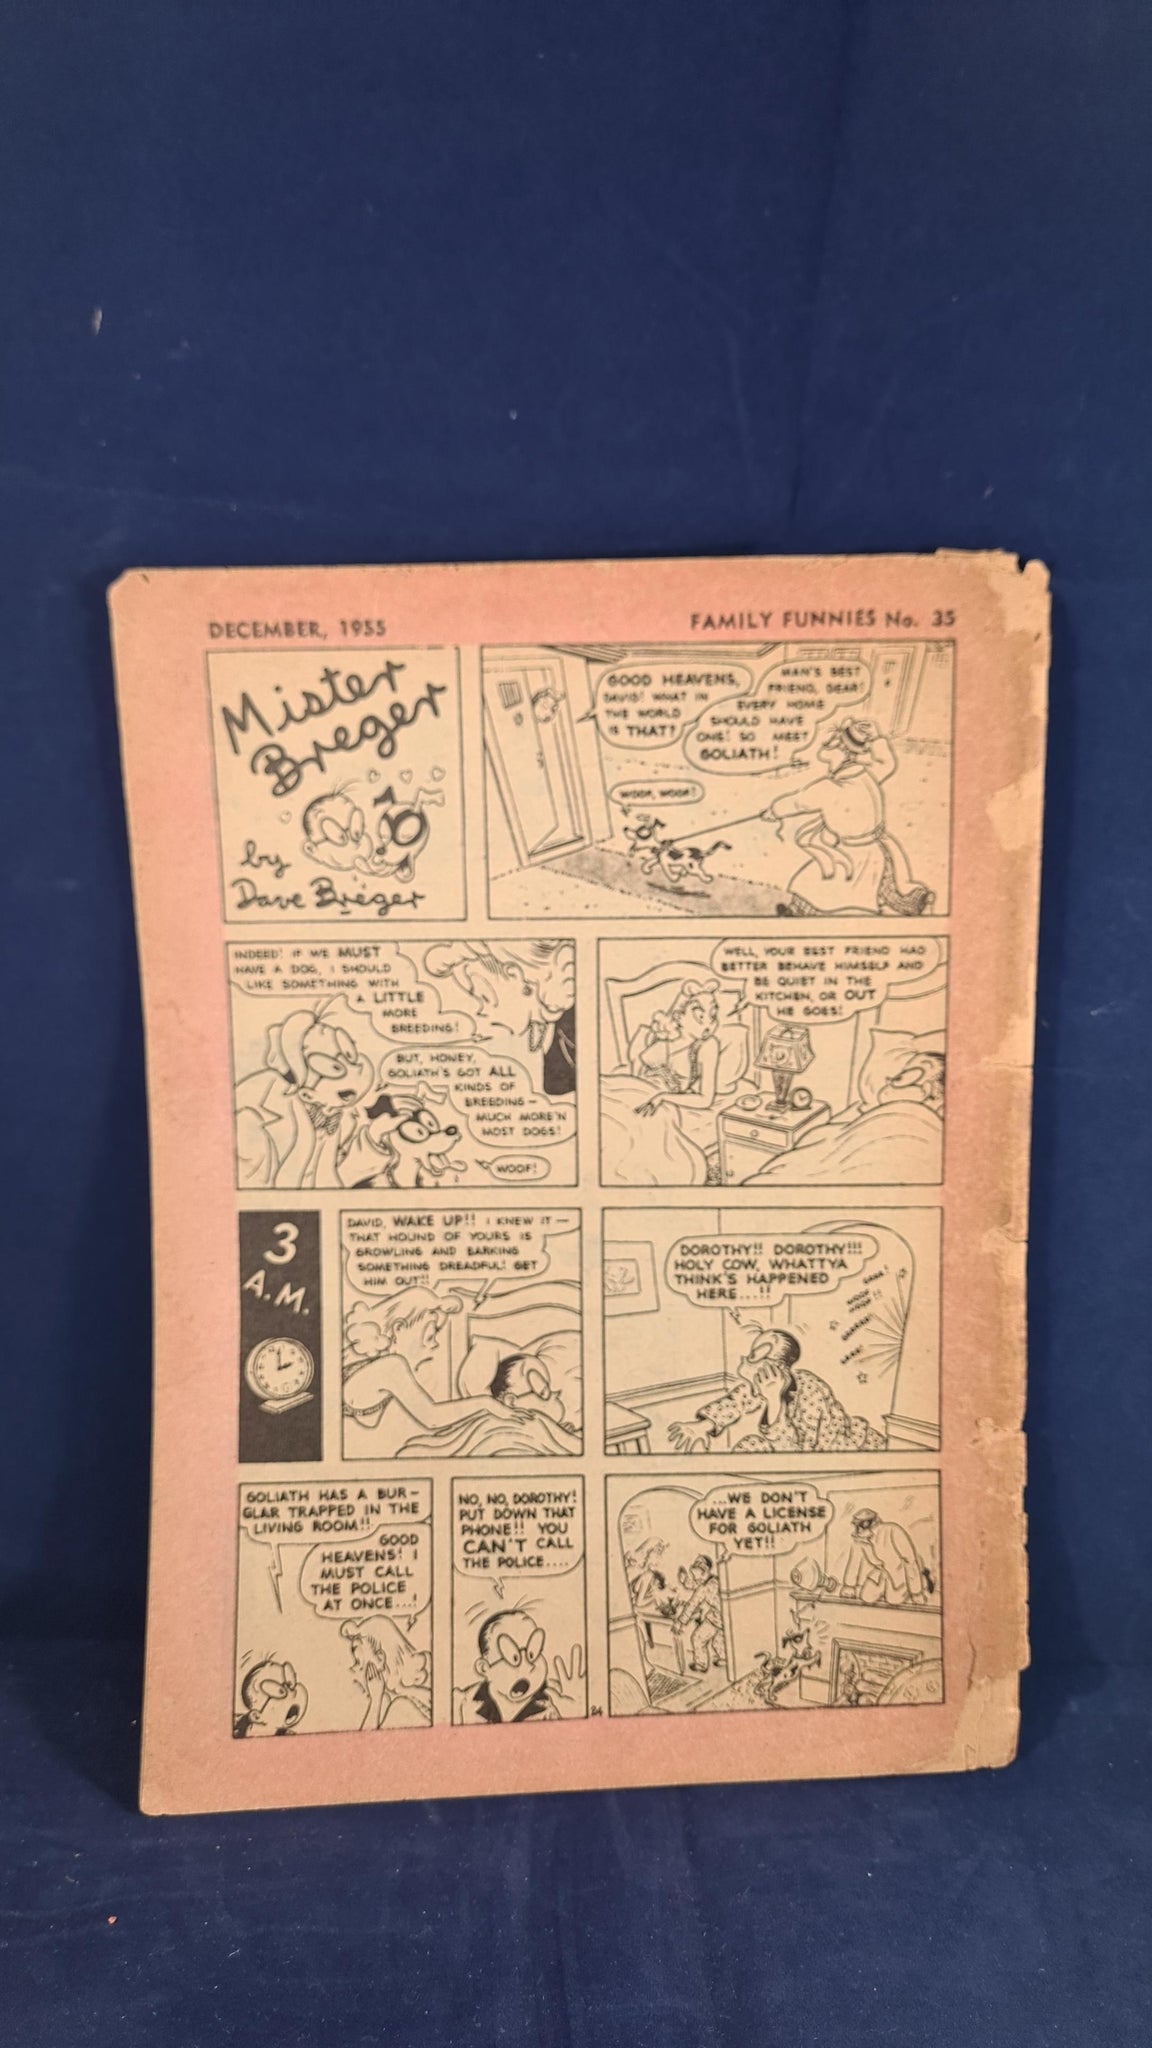 DECEMBER, 1955
FAMILY FUNNIES No. 35
Mister
Breger
by
Dave Breger
GOOD HEAVENS,
DAVID! WHAT IN
THE WORLD
IS THAT?
MAN'S BEST
FRIEND, DEAR!
EVERY HOME
SHOULD HAVE
ONE! SO MEET
GOLIATH!
WOOF, WOOF!
INDEED! IF WE MUST
HAVE A DOG, I SHOULD
LIKE SOMETHING WITH
A LITTLE
MORE
BREEDING!
BUT, HONEY,
GOLIATH'S GOT ALL
KINDS OF
BREEDING—
MUCH MORE'N
MOST DOGS!
WOOF!
WELL, YOUR BEST FRIEND HAD
BETTER BEHAVE HIMSELF AND
BE QUIET IN THE
KITCHEN, OR OUT
HE GOES!
3
A.M.
DAVID, WAKE UP!! I KNEW IT—
THAT HOUND OF YOURS IS
GROWLING AND BARKING
SOMETHING DREADFUL! GET
HIM OUT!!
DOROTHY!! DOROTHY!!!
HOLY COW, WHATTYA
THINK'S HAPPENED
HERE...!!
GOLIATH HAS A BUR-
GLAR TRAPPED IN THE
LIVING ROOM!!
GOOD
HEAVENS! I
MUST CALL
THE POLICE
AT ONCE...!
NO, NO, DOROTHY!
PUT DOWN THAT
PHONE!! YOU
CAN'T CALL
THE POLICE....
...WE DON'T
HAVE A LICENSE
FOR GOLIATH
YET!!